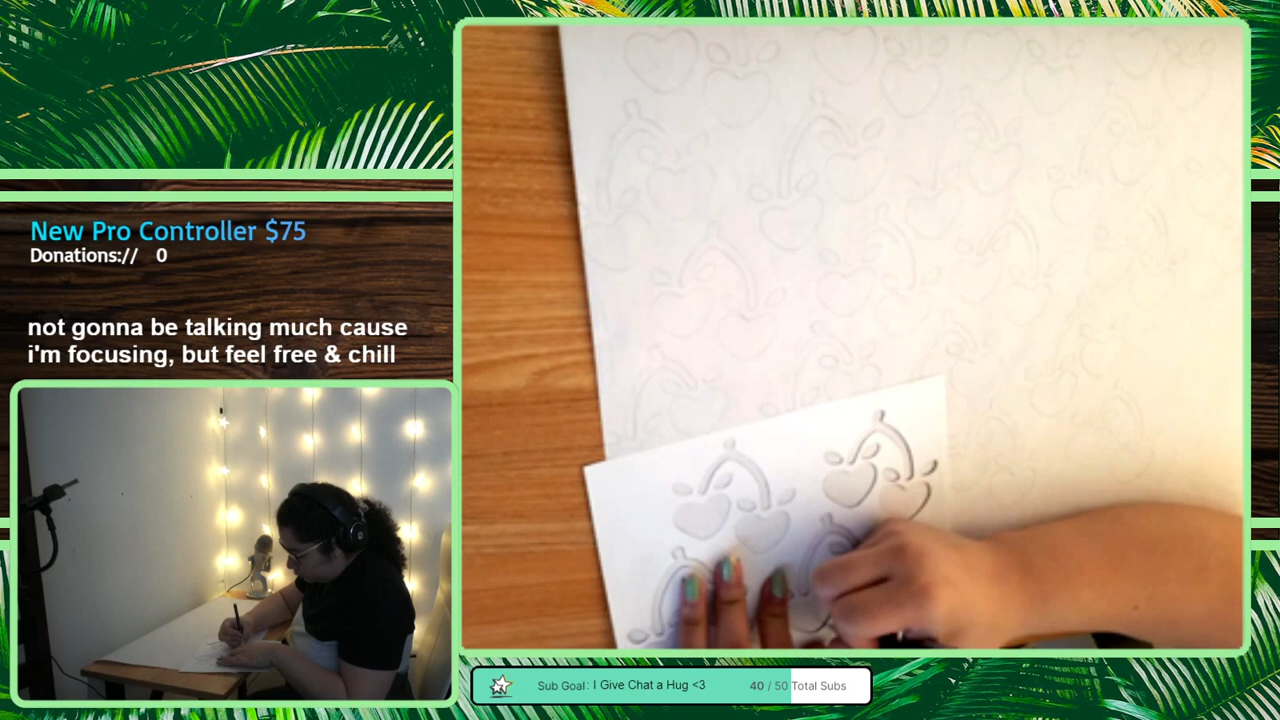 New Pro Controller $75
Donations:// 0
not gonna be talking much cause
i'm focusing, but feel free & chill
Sub Goal: I Give Chat a Hug <3 40 / 50 Total Subs